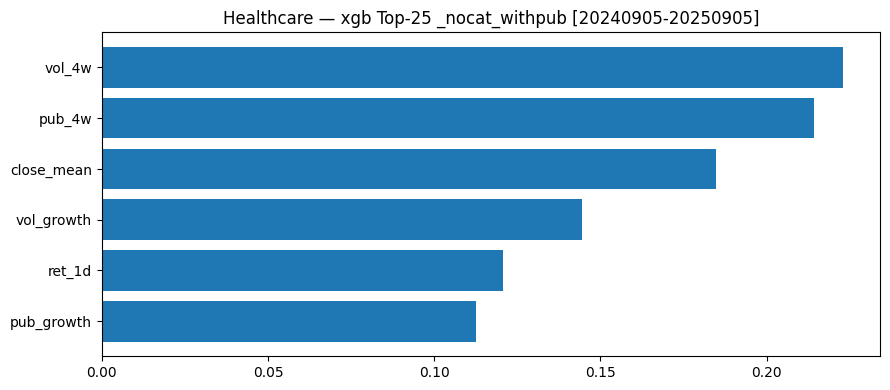 Healthcare — xgb Top-25 _nocat_withpub [20240905-20250905]
vol_4w
pub_4w
close_mean
vol_growth
ret_1d
pub_growth
0.00 0.05 0.10 0.15 0.20